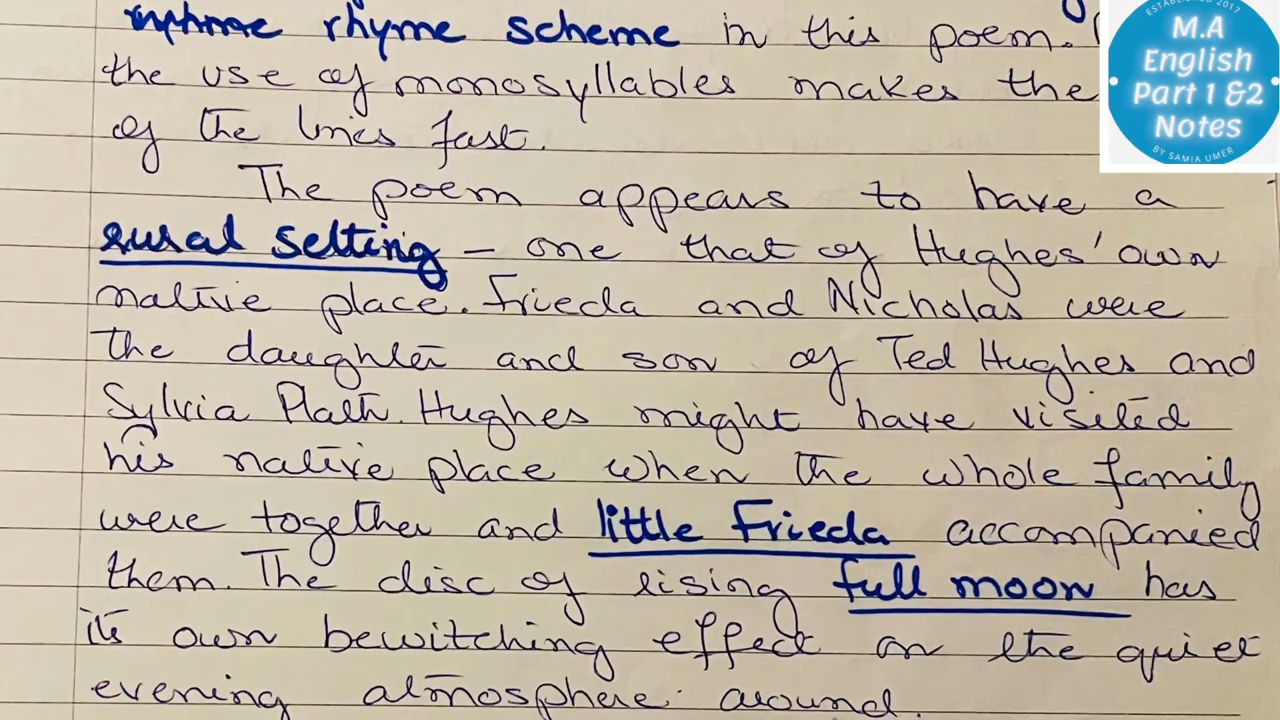 rhyme scheme in this poem.
the use of monosyllables makes the
of the lines fast.
The poem appears to have a
rural setting – one that of Hughes' own
native place. Frieda and Nicholas were
the daughter and son of Ted Hughes and
Sylvia Plath. Hughes might have visited
his native place when the whole family
were together and little Frieda accompanied
them. The disc of rising full moon has
its own bewitching effect on the quiet
evening atmosphere around.
ESTABLISHED 2017
M.A
English
Part 1 &2
Notes
BY SAMIA UMER